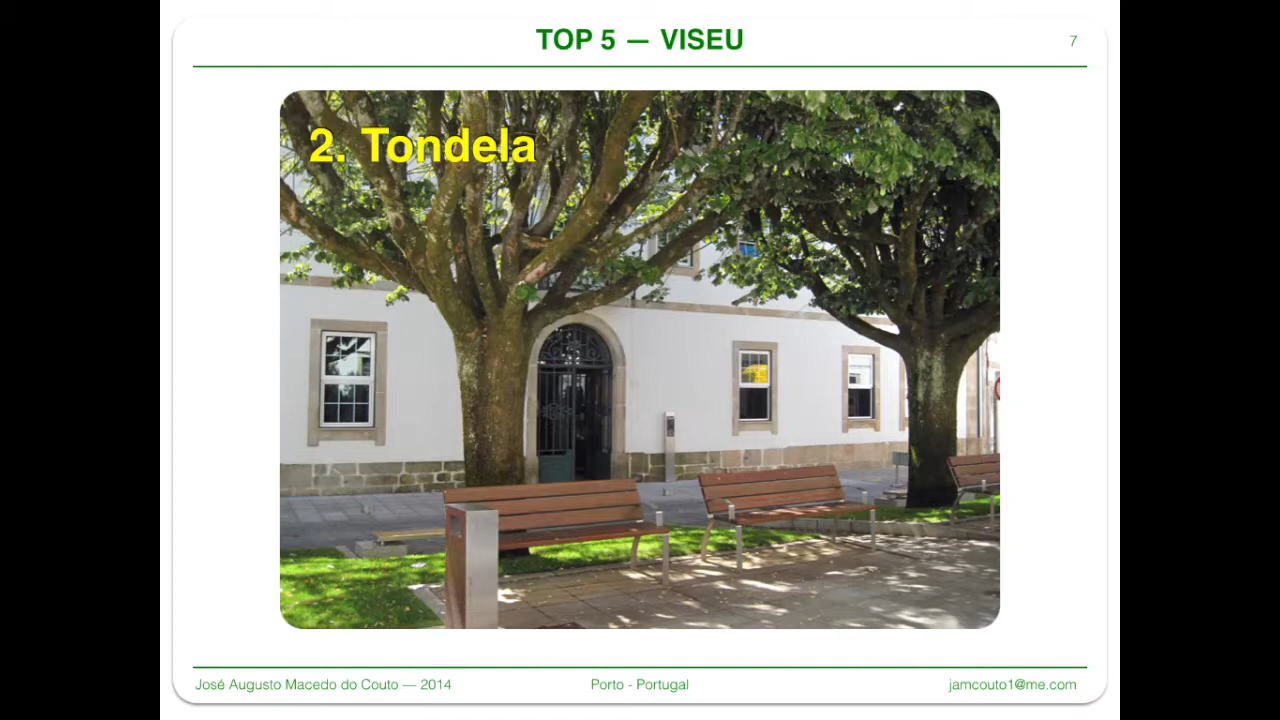 TOP 5 — VISEU
7
2. Tondela
José Augusto Macedo do Couto — 2014
Porto - Portugal
jamcouto1@me.com